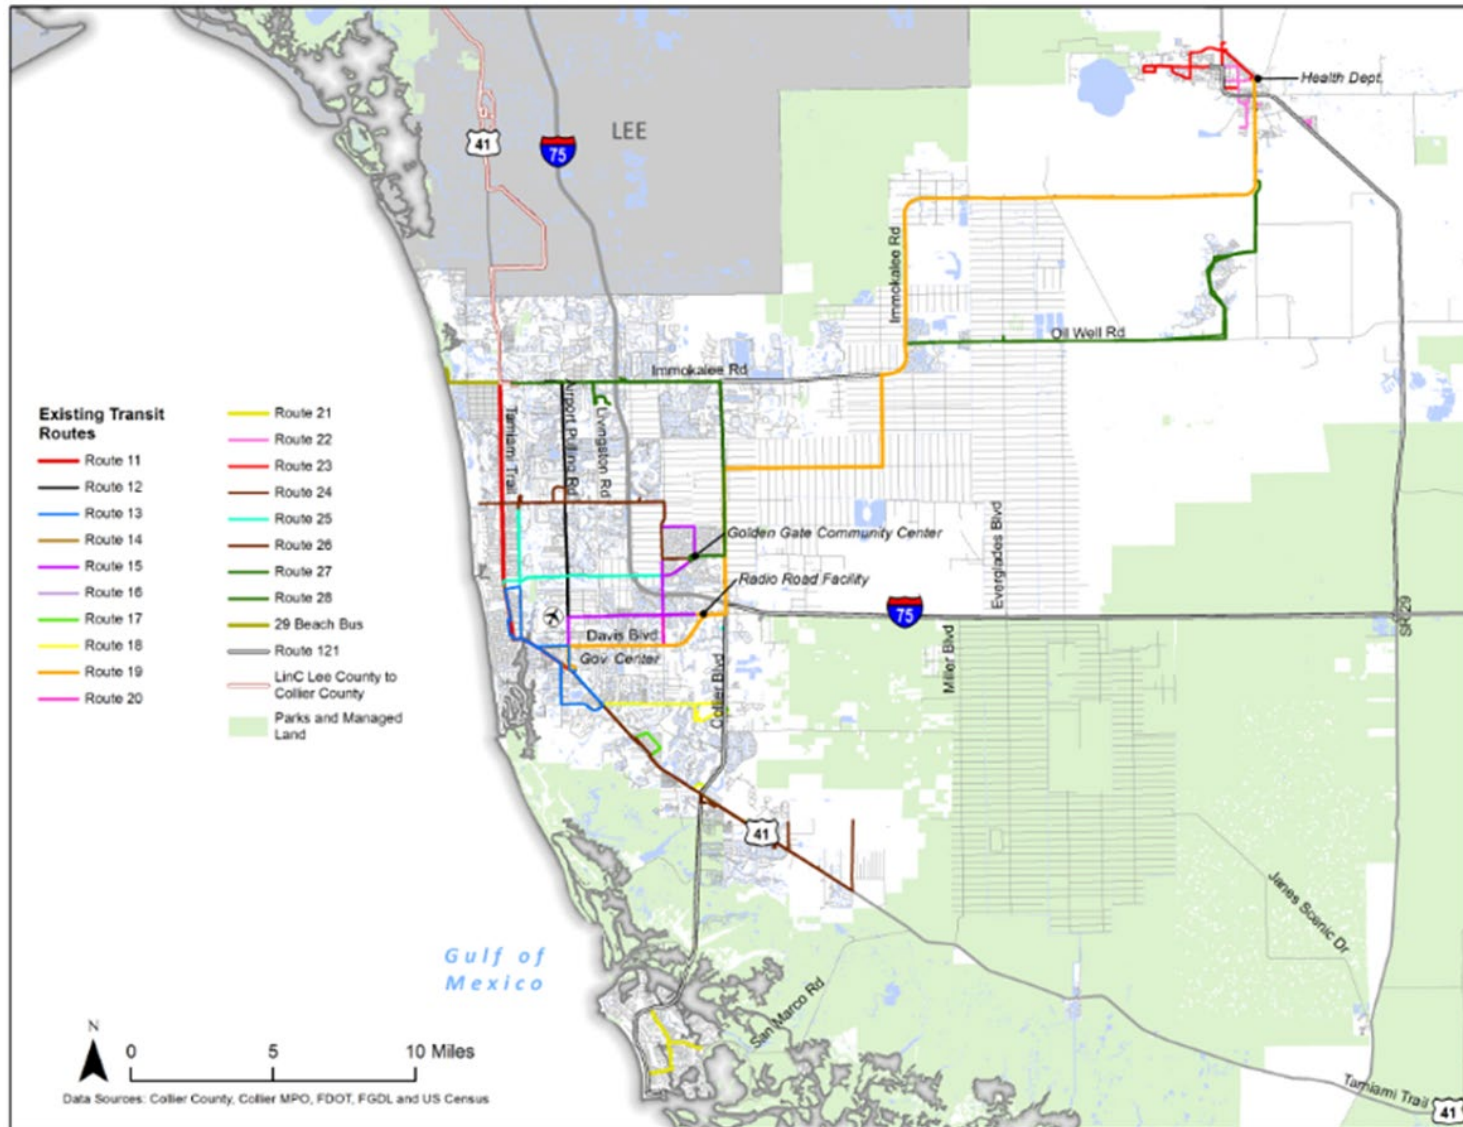 Health Dept.
41
75
LEE
Immokalee Rd
Oil Well Rd
Immokalee Rd
Tamiami Trail
Airport Pulling Rd
Livingston Rd
Golden Gate Community Center
Radio Road Facility
Everglades Blvd
75
SR 29
Davis Blvd
Gov. Center
Collier Blvd
Miller Blvd
41
Janes Scenic Dr
San Marco Rd
Tamiami Trail
41
Existing Transit
Routes
Route 11
Route 12
Route 13
Route 14
Route 15
Route 16
Route 17
Route 18
Route 19
Route 20
Route 21
Route 22
Route 23
Route 24
Route 25
Route 26
Route 27
Route 28
29 Beach Bus
Route 121
LinC Lee County to
Collier County
Parks and Managed
Land
Gulf of
Mexico
N
0 5 10 Miles
Data Sources: Collier County, Collier MPO, FDOT, FGDL and US Census